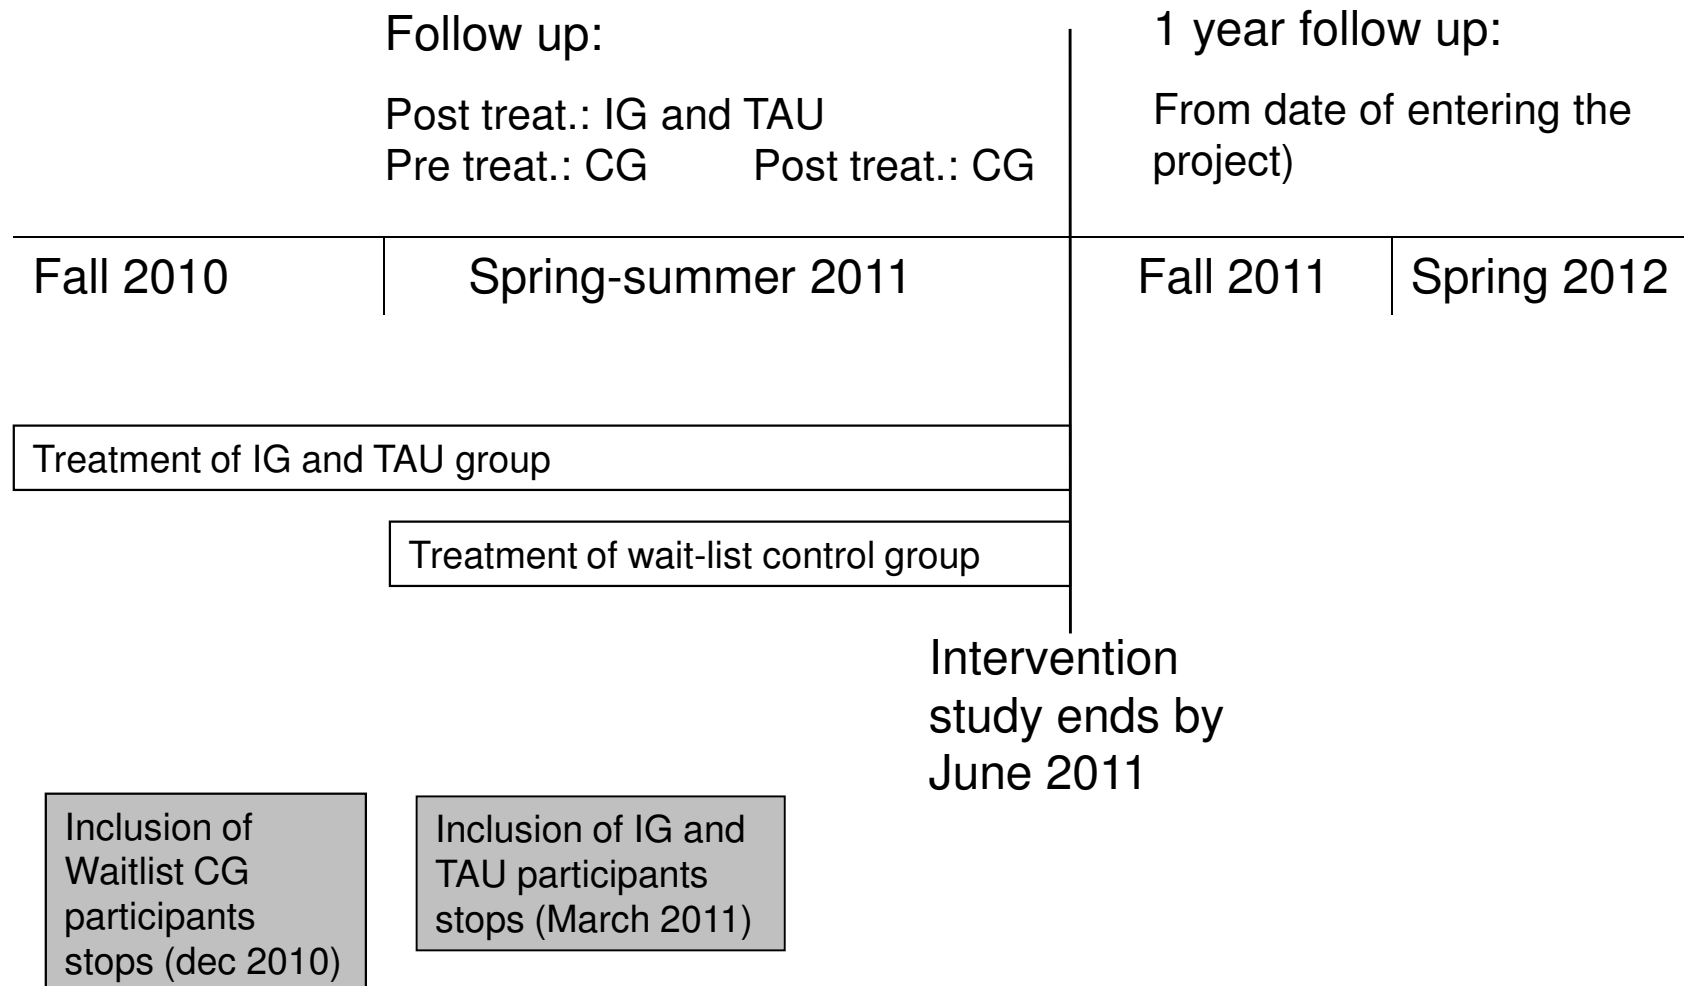 Follow up:
Post treat.: IG and TAU
Pre treat.: CG Post treat.: CG
1 year follow up:
From date of entering the
project)
Fall 2010
Spring-summer 2011
Fall 2011
Spring 2012
Treatment of IG and TAU group
Treatment of wait-list control group
Intervention
study ends by
June 2011
Inclusion of
Waitlist CG
participants
stops (dec 2010)
Inclusion of IG and
TAU participants
stops (March 2011)